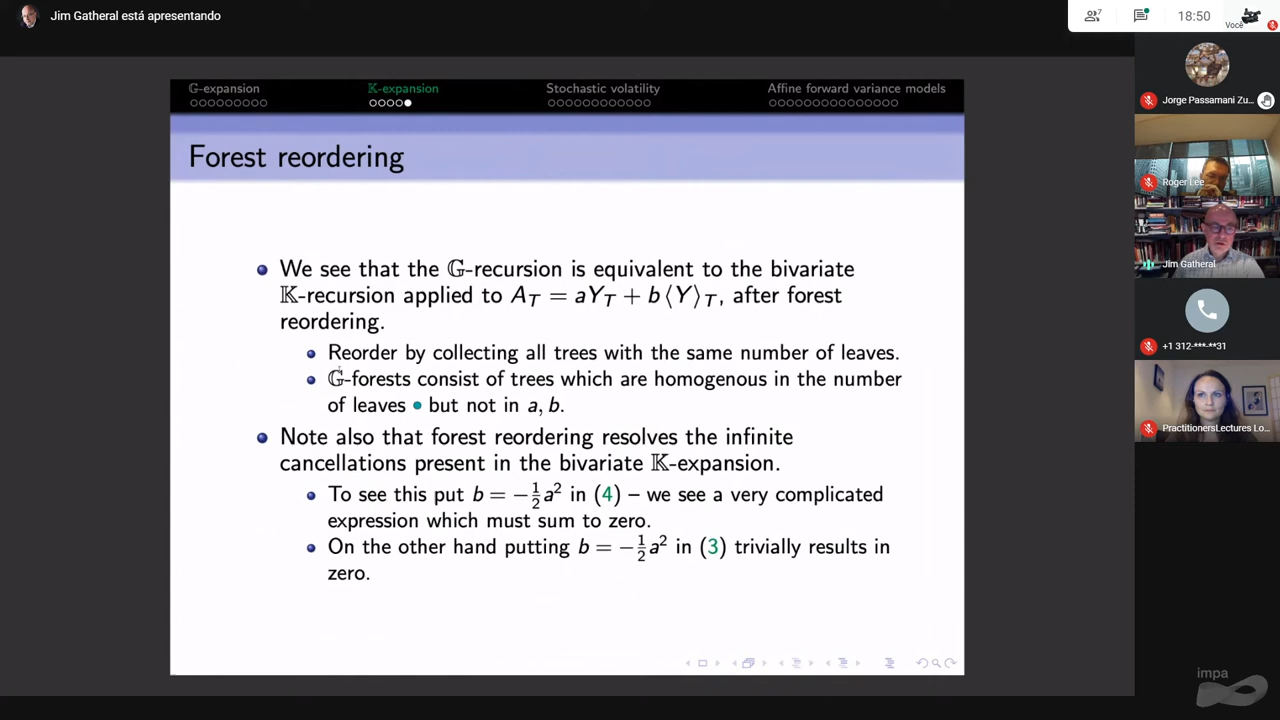 Jim Gatheral está apresentando
7
18:50
Você
𝔾-expansion
𝕂-expansion
Stochastic volatility
Affine forward variance models
Forest reordering
We see that the 𝔾-recursion is equivalent to the bivariate
𝕂-recursion applied to A_T = aY_T + b⟨Y⟩_T, after forest
reordering.
Reorder by collecting all trees with the same number of leaves.
𝔾-forests consist of trees which are homogenous in the number
of leaves • but not in a, b.
Note also that forest reordering resolves the infinite
cancellations present in the bivariate 𝕂-expansion.
To see this put b = −½a² in (4) – we see a very complicated
expression which must sum to zero.
On the other hand putting b = −½a² in (3) trivially results in
zero.
Jorge Passamani Zu...
Roger Lee
Jim Gatheral
+1 312-***-**31
PractitionersLectures Lo...
impa